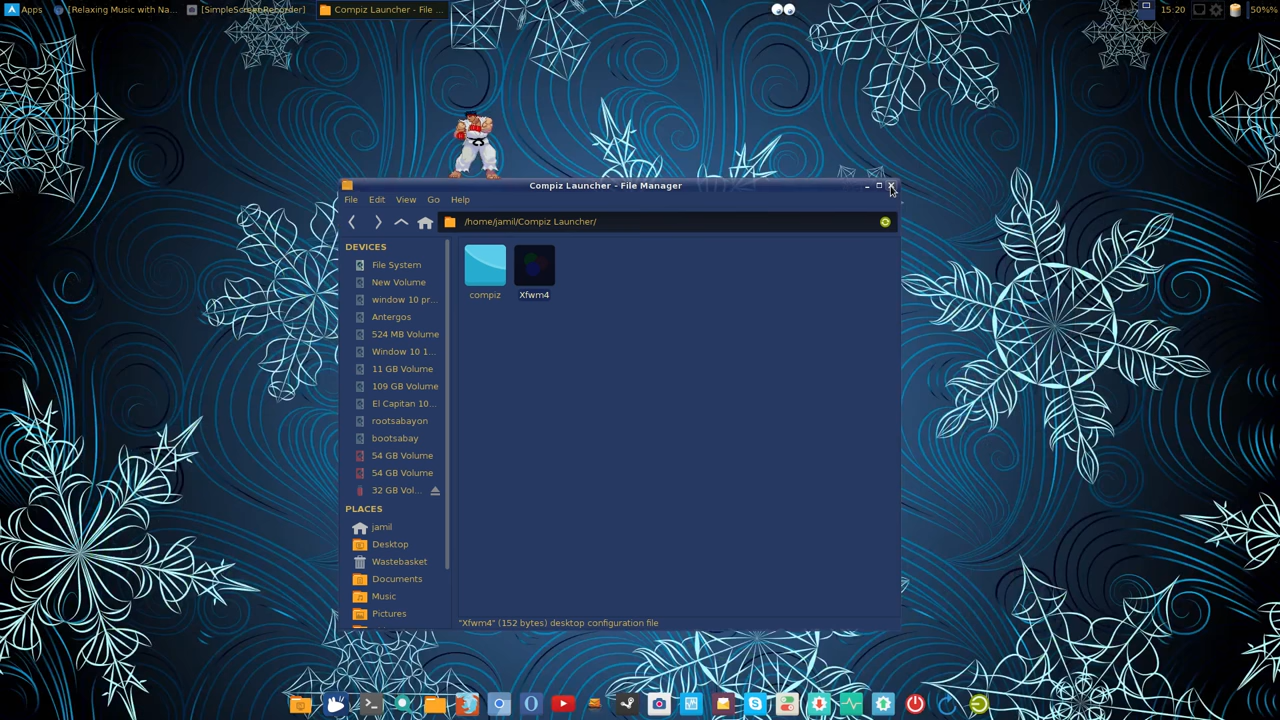 Apps
[Relaxing Music with Na...
[SimpleScreenRecorder]
Compiz Launcher - File ...
15:20
50%%
Compiz Launcher - File Manager
File Edit View Go Help
/home/jamil/Compiz Launcher/
DEVICES
File System
New Volume
window 10 pr...
Antergos
524 MB Volume
Window 10 1...
11 GB Volume
109 GB Volume
El Capitan 10...
rootsabayon
bootsabay
54 GB Volume
54 GB Volume
32 GB Vol...
PLACES
jamil
Desktop
Wastebasket
Documents
Music
Pictures
compiz
Xfwm4
"Xfwm4" (152 bytes) desktop configuration file